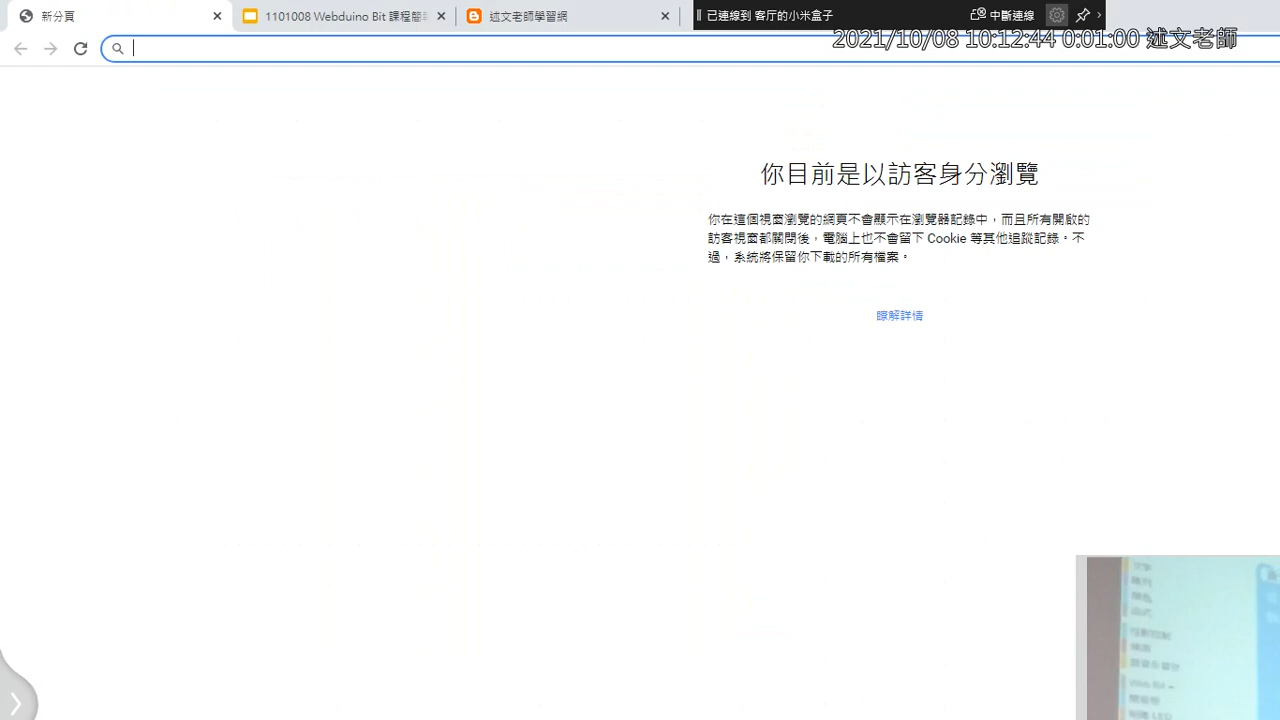 新分頁
1101008 Webduino Bit 課程簡
述文老師學習網
已連線到 客厅的小米盒子
中斷連線
2021/10/08 10:12:44 0:01:00 述文老師
你目前是以訪客身分瀏覽
你在這個視窗瀏覽的網頁不會顯示在瀏覽器記錄中，而且所有開啟的
訪客視窗都關閉後，電腦上也不會留下 Cookie 等其他追蹤記錄。不
過，系統將保留你下載的所有檔案。
瞭解詳情